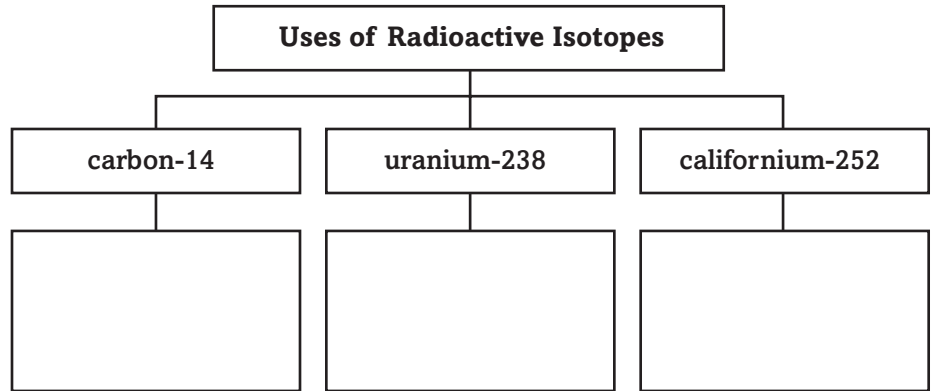 Uses of Radioactive Isotopes
carbon-14
uranium-238
californium-252